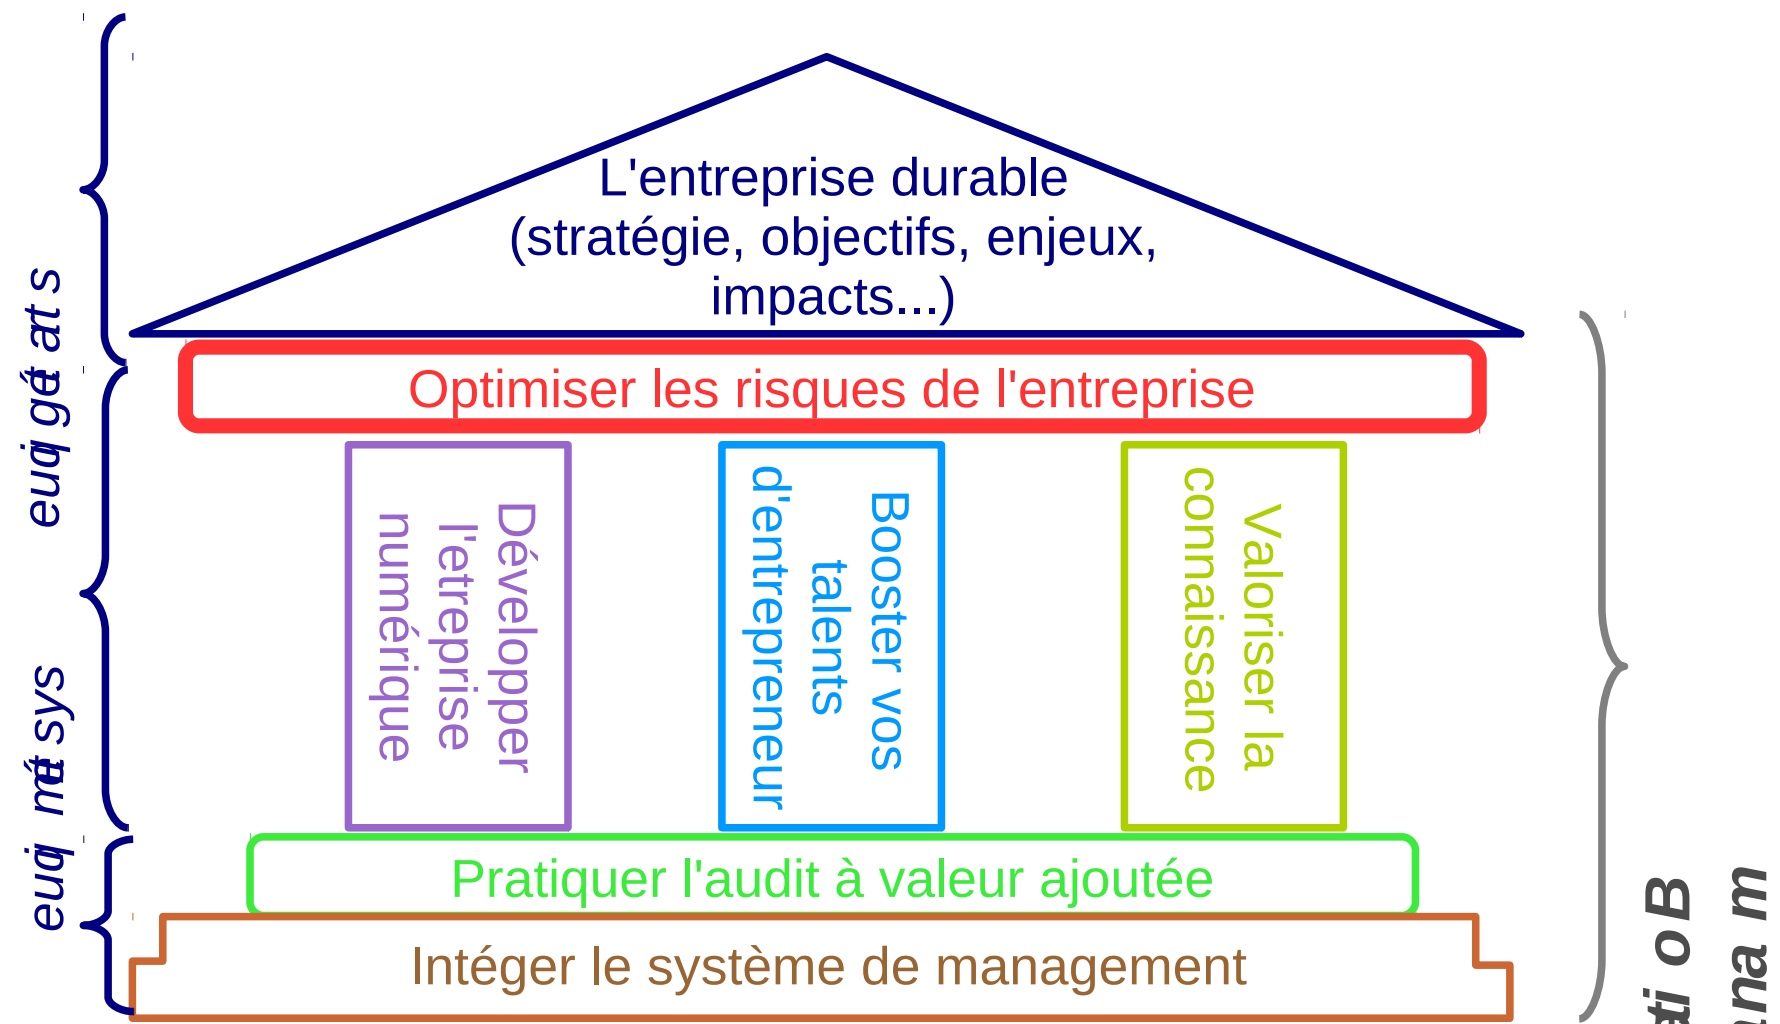 L'entreprise durable
(stratégie, objectifs, enjeux,
impacts...)
Optimiser les risques de l'entreprise
Développer
l'etreprise
numérique
Booster vos
talents
d'entrepreneur
Valoriser la
connaissance
Pratiquer l'audit à valeur ajoutée
Intéger le système de management